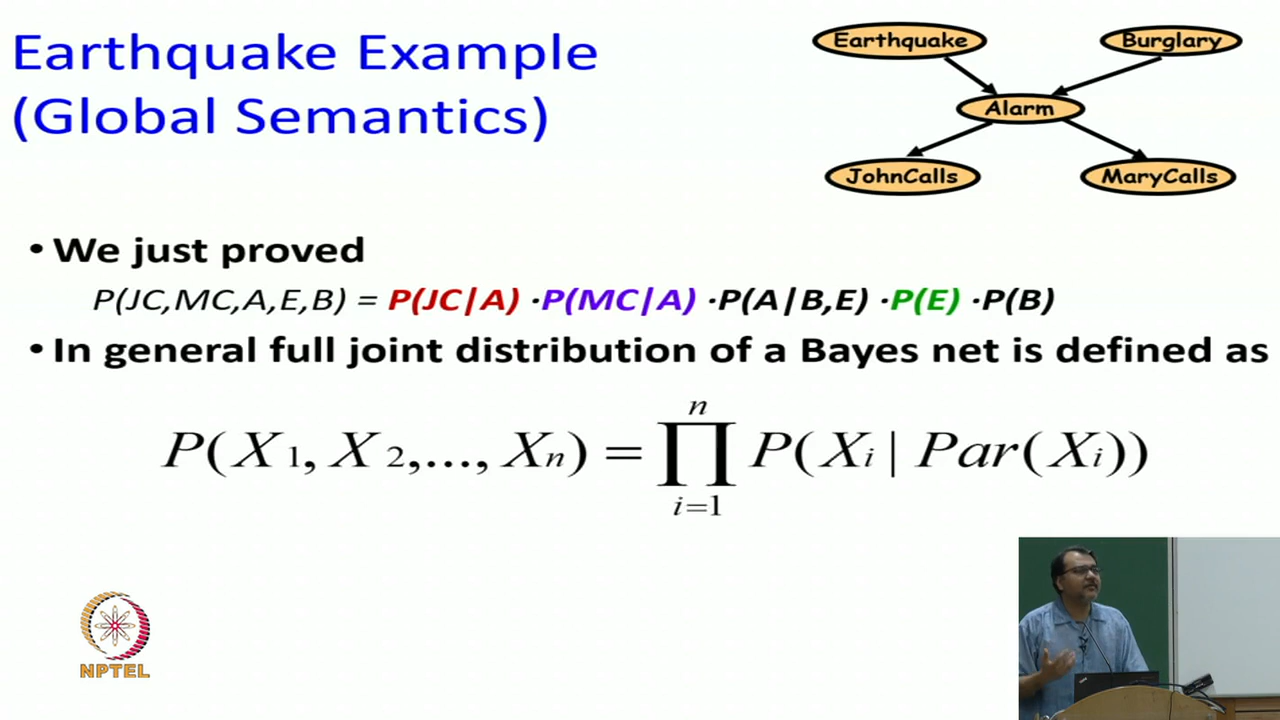 Earthquake Example
(Global Semantics)
Earthquake
Burglary
Alarm
JohnCalls
MaryCalls
• We just proved
P(JC,MC,A,E,B) = P(JC|A) ·P(MC|A) ·P(A|B,E) ·P(E) ·P(B)
• In general full joint distribution of a Bayes net is defined as
P(X1, X2,..., Xn) = ∏ i=1 n P(Xi | Par(Xi))
NPTEL